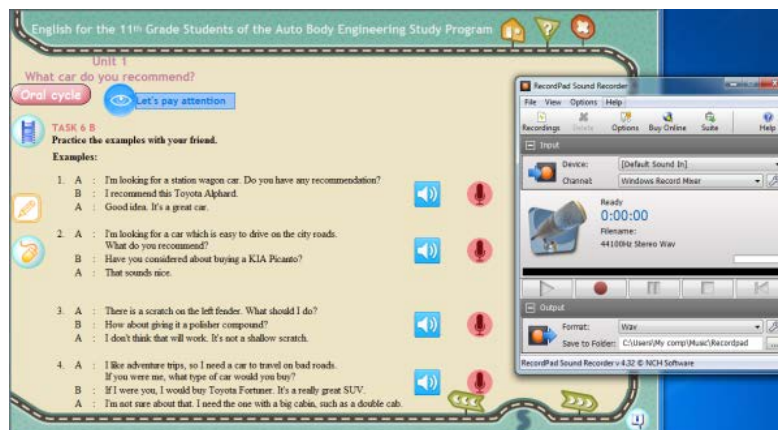 English for the 11th Grade Students of the Auto Body Engineering Study Program
Unit 1
What car do you recommend?
Oral cycle
Let's pay attention
TASK 6 B
Practice the examples with your friend.
Examples:
1. A : I'm looking for a station wagon car. Do you have any recommendation?
B : I recommend this Toyota Alphard.
A : Good idea. It's a great car.
2. A : I'm looking for a car which is easy to drive on the city roads.
What do you recommend?
B : Have you considered about buying a KIA Picanto?
A : That sounds nice.
3. A : There is a scratch on the left fender. What should I do?
B : How about giving it a polisher compound?
A : I don't think that will work. It's not a shallow scratch.
4. A : I like adventure trips, so I need a car to travel on bad roads.
If you were me, what type of car would you buy?
B : If I were you, I would buy Toyota Fortuner. It's a really great SUV.
A : I'm not sure about that. I need the one with a big cabin, such as a double cab.
RecordPad Sound Recorder
File View Options Help
Recordings Delete Options Buy Online Suite Help
Input
Device: [Default Sound In]
Channel: Windows Record Mixer
Ready
0:00:00
Filename:
44100Hz Stereo Wav
Output
Format: Wav
Save to Folder: C:\Users\My comp\Music\Recordpad
RecordPad Sound Recorder v 4.32 © NCH Software